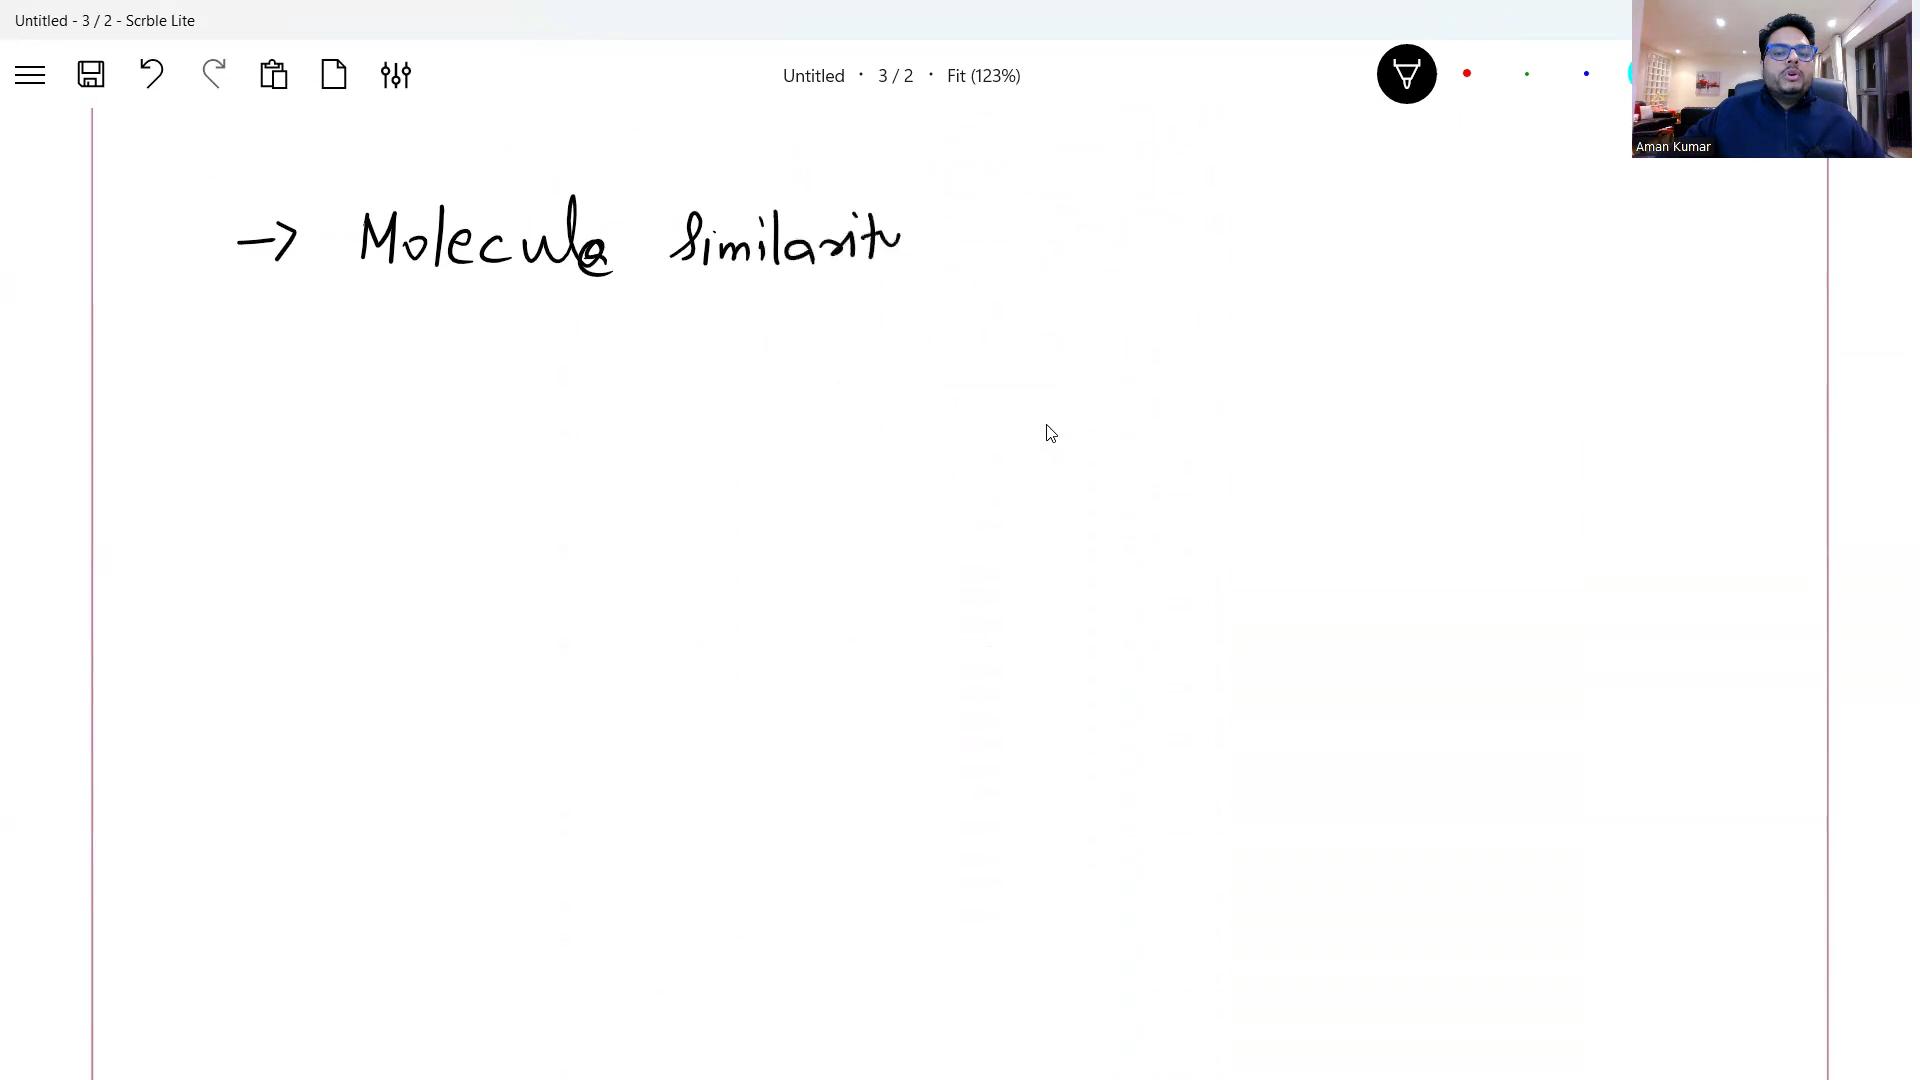 Untitled - 3 / 2 - Scrble Lite
Untitled · 3 / 2 · Fit (123%)
Aman Kumar
→ Molecule Similarit